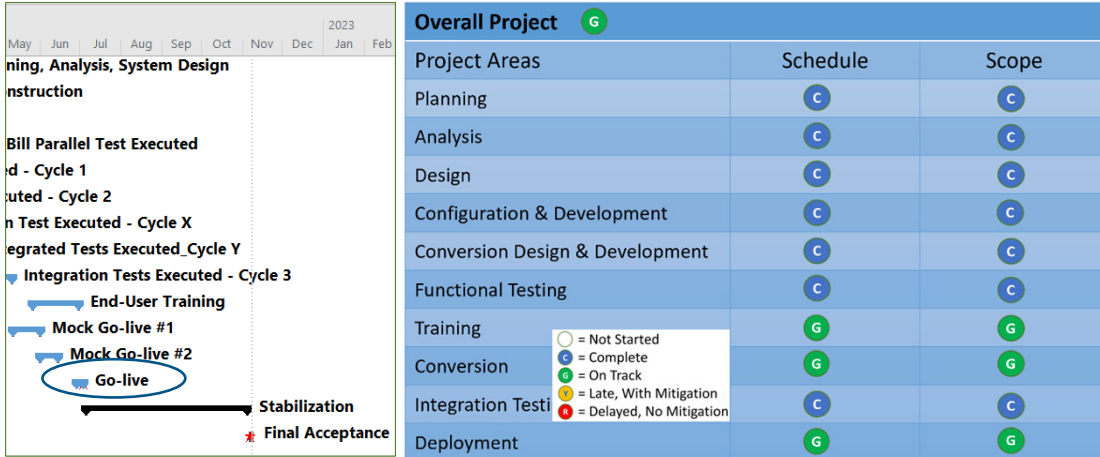 2023
May Jun Jul Aug Sep Oct Nov Dec Jan Feb
ning, Analysis, System Design
nstruction
Bill Parallel Test Executed
ed - Cycle 1
cuted - Cycle 2
n Test Executed - Cycle X
tegrated Tests Executed_Cycle Y
Integration Tests Executed - Cycle 3
End-User Training
Mock Go-live #1
Mock Go-live #2
Go-live
Stabilization
Final Acceptance
Overall Project G
Project Areas Schedule Scope
Planning C C
Analysis C C
Design C C
Configuration & Development C C
Conversion Design & Development C C
Functional Testing C C
Training G G
Conversion G G
Integration Testi C C
Deployment G G
= Not Started
C = Complete
G = On Track
Y = Late, With Mitigation
R = Delayed, No Mitigation